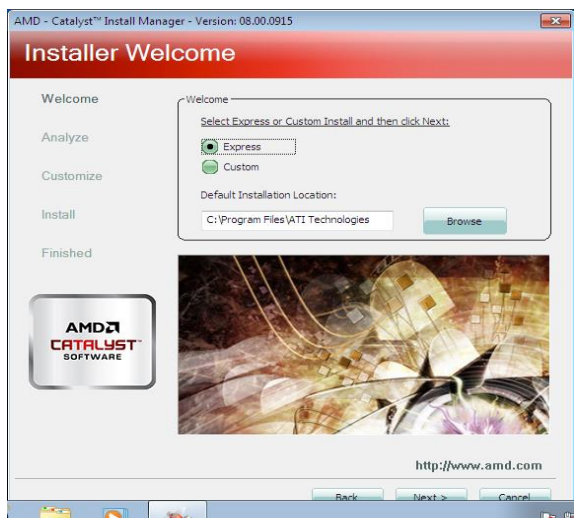 AMD - Catalyst™ Install Manager - Version: 08.00.0915
Installer Welcome
Welcome
Analyze
Customize
Install
Finished
Welcome
Select Express or Custom Install and then click Next:
Express
Custom
Default Installation Location:
C:\Program Files\ATI Technologies
Browse
AMD
CATALYST™
SOFTWARE
http://www.amd.com
Back
Next >
Cancel